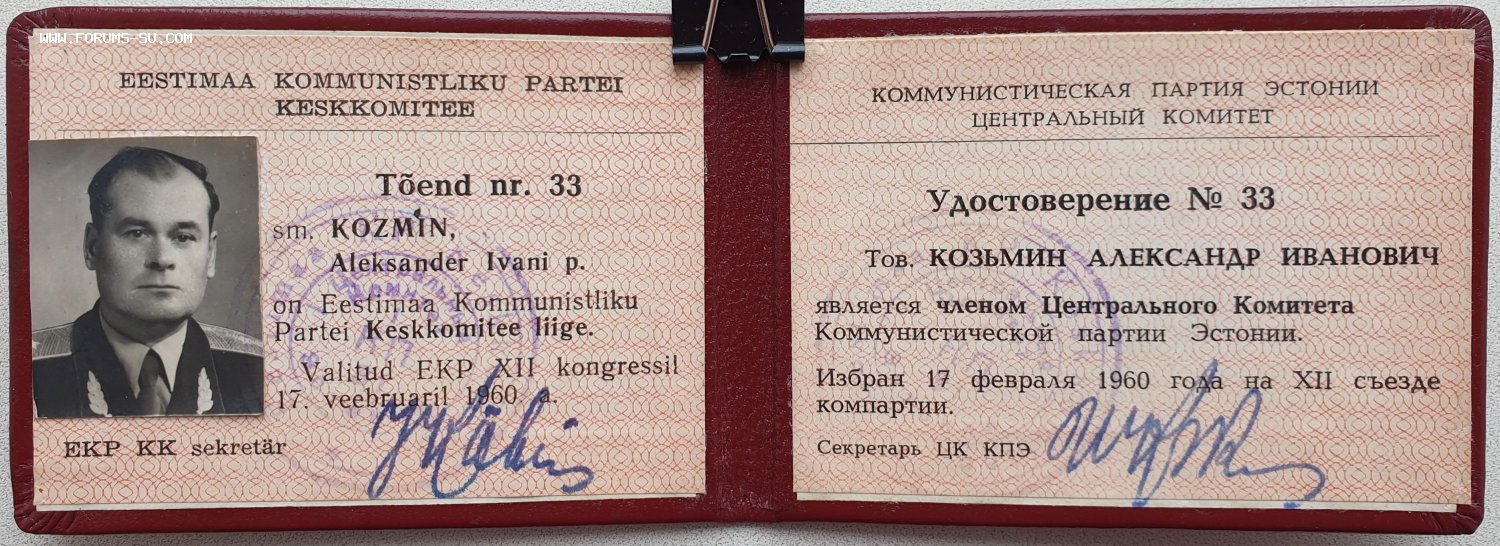 WWW.FORUMS-SU.COM
EESTIMAA KOMMUNISTLIKU PARTEI
KESKKOMITEE
Tõend nr. 33
sm. KOZMIN,
Aleksander Ivani p.
on Eestimaa Kommunistliku
Partei Keskkomitee liige.
Valitud EKP XII kongressil
17. veebruaril 1960 a.
EKP KK sekretär
КОММУНИСТИЧЕСКАЯ ПАРТИЯ ЭСТОНИИ
ЦЕНТРАЛЬНЫЙ КОМИТЕТ
Удостоверение № 33
Тов. КОЗЬМИН АЛЕКСАНДР ИВАНОВИЧ
является членом Центрального Комитета
Коммунистической партии Эстонии.
Избран 17 февраля 1960 года на XII съезде
компартии.
Секретарь ЦК КПЭ